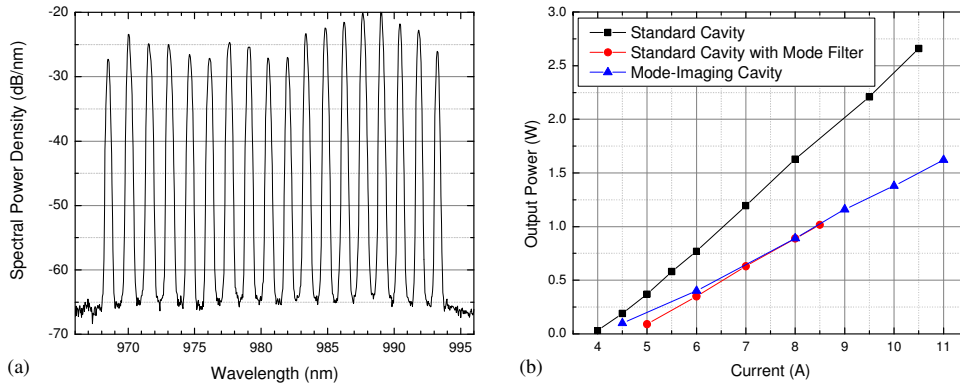 -20
-30
-40
-50
-60
-70
970 975 980 985 990 995
Wavelength (nm)
Spectral Power Density (dB/nm)
(a)
3.0
2.5
2.0
1.5
1.0
0.5
0.0
4 5 6 7 8 9 10 11
Current (A)
Output Power (W)
Standard Cavity
Standard Cavity with Mode Filter
Mode-Imaging Cavity
(b)